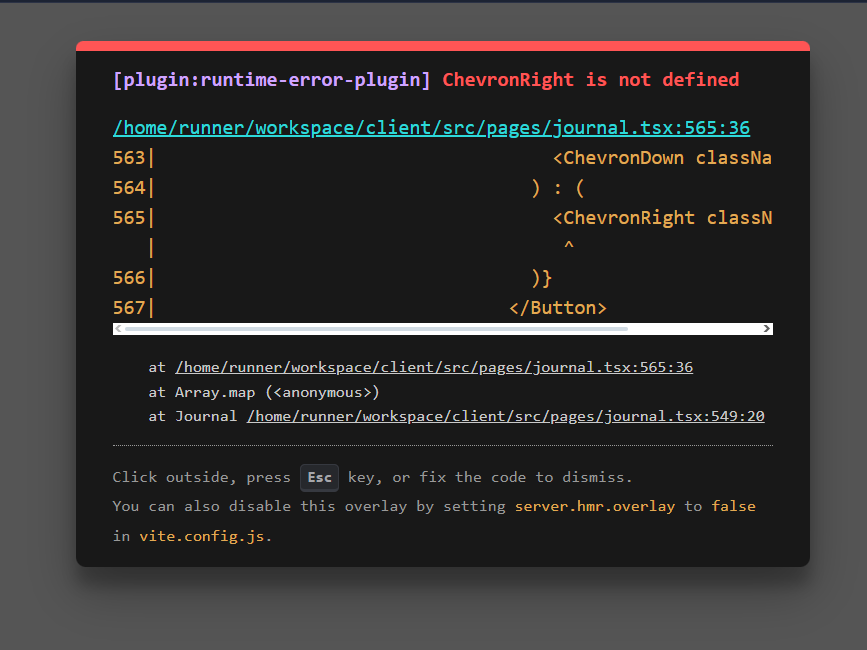 [plugin:runtime-error-plugin] ChevronRight is not defined
/home/runner/workspace/client/src/pages/journal.tsx:565:36
563|                                    <ChevronDown classNa
564|                                  ) : (
565|                                    <ChevronRight classN
   |                                     ^
566|                                  )}
567|                                </Button>
at /home/runner/workspace/client/src/pages/journal.tsx:565:36
at Array.map (<anonymous>)
at Journal /home/runner/workspace/client/src/pages/journal.tsx:549:20
Click outside, press Esc key, or fix the code to dismiss.
You can also disable this overlay by setting server.hmr.overlay to false
in vite.config.js.